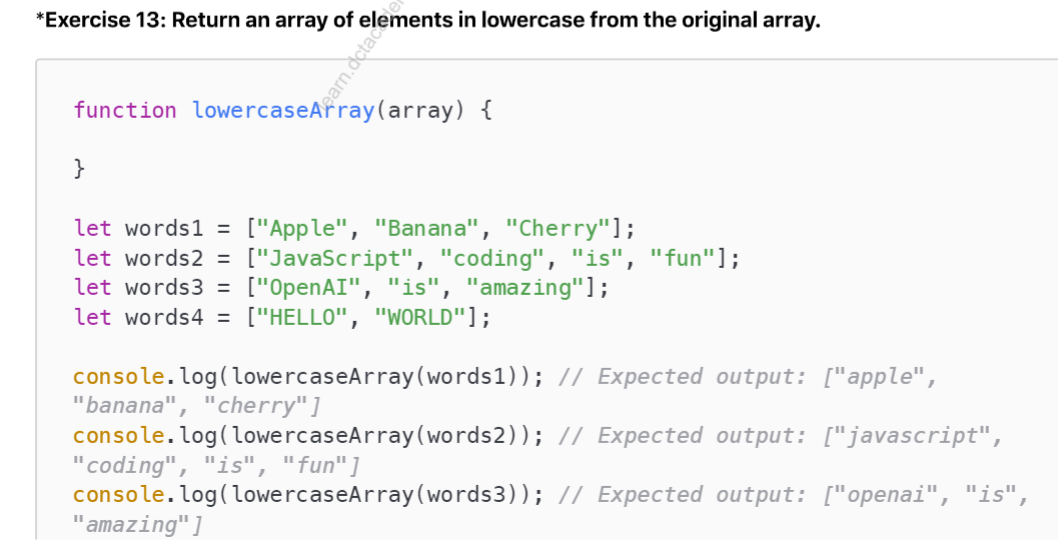 *Exercise 13: Return an array of elements in lowercase from the original array.
learn.dctacade
function lowercaseArray(array) {
}
let words1 = ["Apple", "Banana", "Cherry"];
let words2 = ["JavaScript", "coding", "is", "fun"];
let words3 = ["OpenAI", "is", "amazing"];
let words4 = ["HELLO", "WORLD"];
console.log(lowercaseArray(words1)); // Expected output: ["apple",
"banana", "cherry"]
console.log(lowercaseArray(words2)); // Expected output: ["javascript",
"coding", "is", "fun"]
console.log(lowercaseArray(words3)); // Expected output: ["openai", "is",
"amazing"]